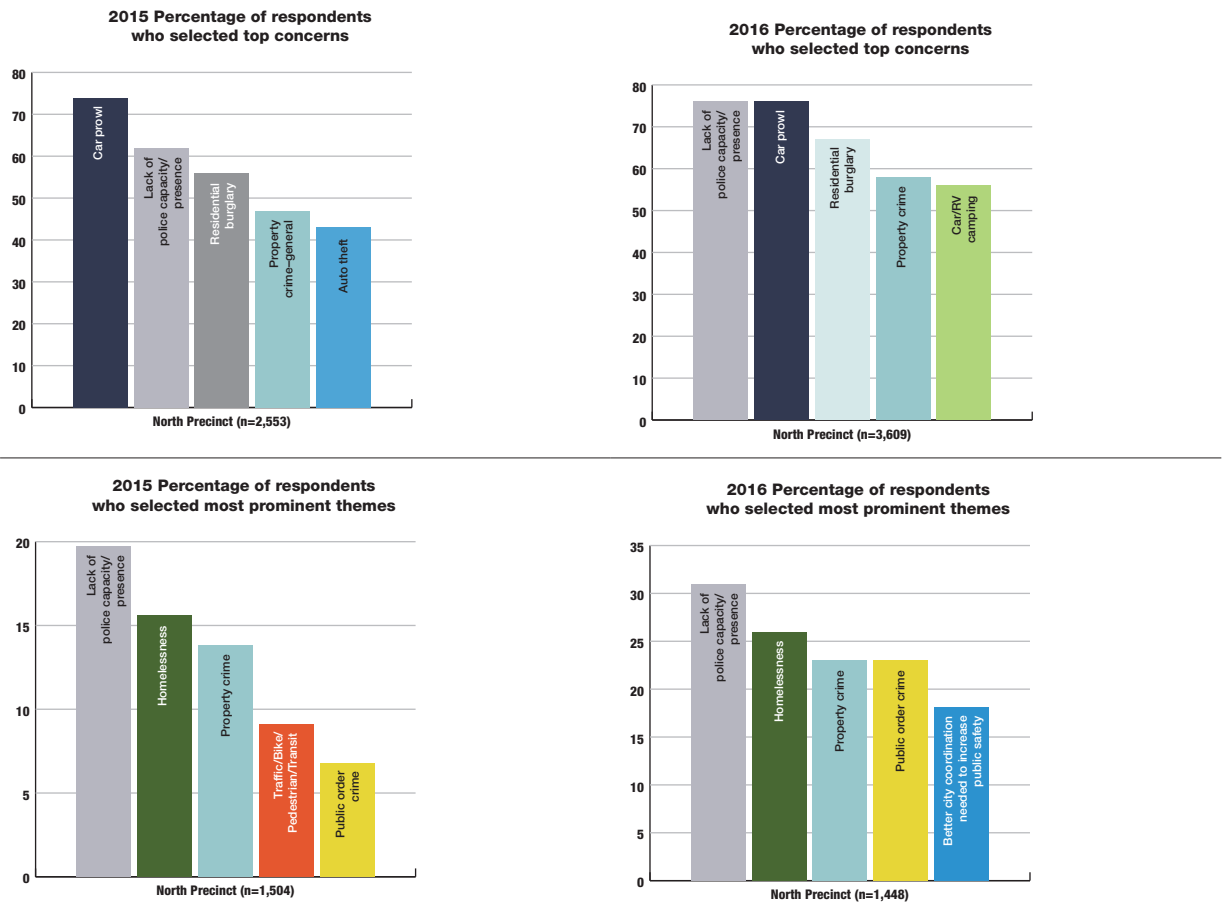 2015 Percentage of respondents
who selected top concerns
80
70
60
50
40
30
20
10
0
Car prowl
Lack of
police capacity/
presence
Residential
burglary
Property
crime–general
Auto theft
North Precinct (n=2,553)
2016 Percentage of respondents
who selected top concerns
80
70
60
50
40
30
20
10
0
Lack of
police capacity/
presence
Car prowl
Residential
burglary
Property crime
Car/RV
camping
North Precinct (n=3,609)
2015 Percentage of respondents
who selected most prominent themes
20
15
10
5
0
Lack of
police capacity/
presence
Homelessness
Property crime
Traffic/Bike/
Pedestrian/Transit
Public order
crime
North Precinct (n=1,504)
2016 Percentage of respondents
who selected most prominent themes
35
30
25
20
15
10
5
0
Lack of
police capacity/
presence
Homelessness
Property crime
Public order crime
Better city coordination
needed to increase
public safety
North Precinct (n=1,448)